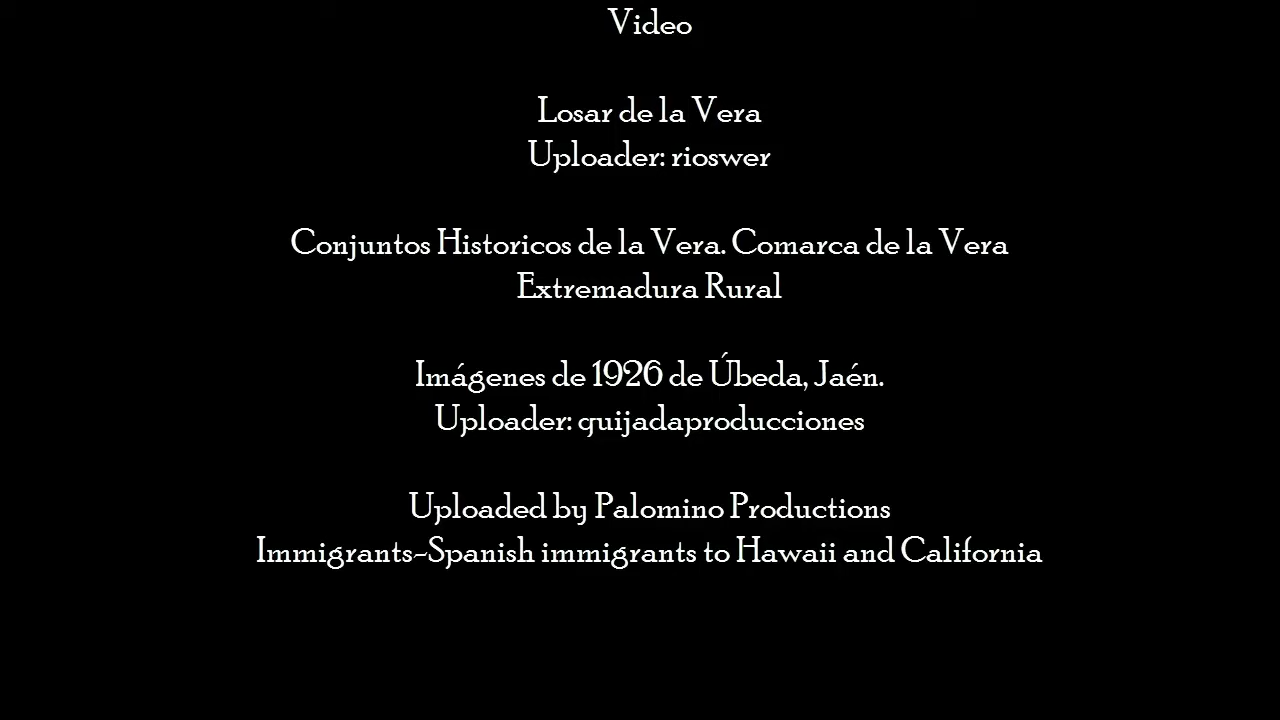 Video
Losar de la Vera
Uploader: rioswer
Conjuntos Historicos de la Vera. Comarca de la Vera
Extremadura Rural
Imágenes de 1926 de Úbeda, Jaén.
Uploader: quijadaproducciones
Uploaded by Palomino Productions
Immigrants-Spanish immigrants to Hawaii and California